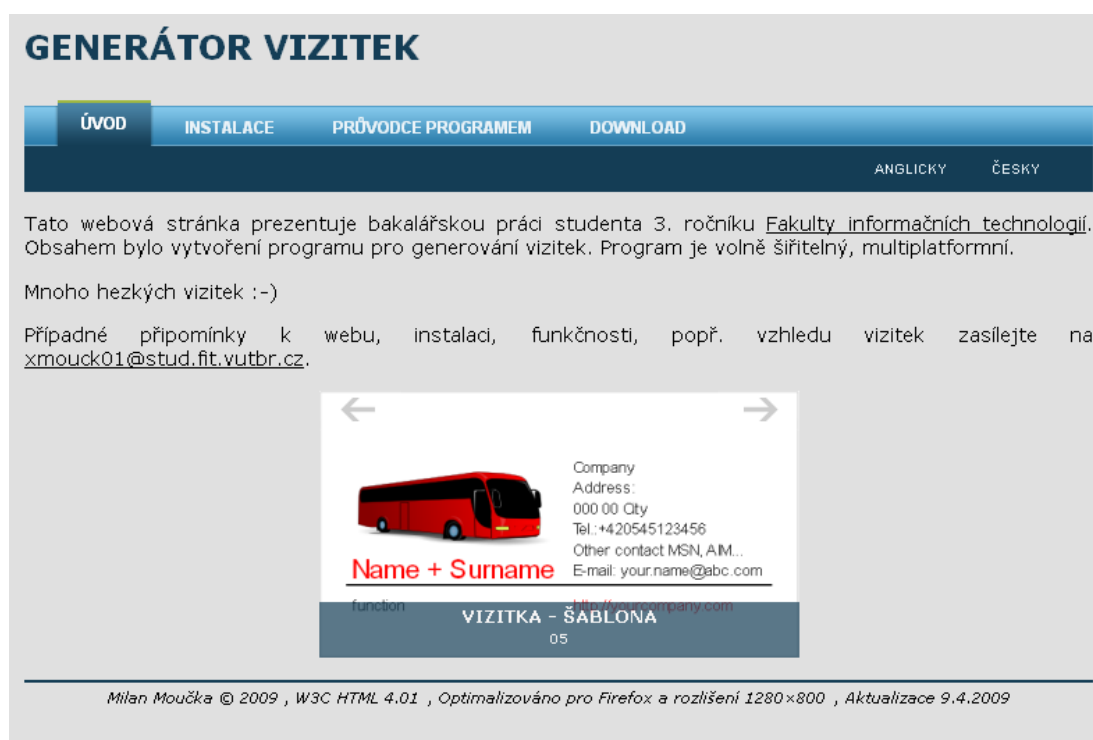 GENERÁTOR VIZITEK
ÚVOD INSTALACE PRŮVODCE PROGRAMEM DOWNLOAD
ANGLICKY ČESKY
Tato webová stránka prezentuje bakalářskou práci studenta 3. ročníku Fakulty informačních technologií.
Obsahem bylo vytvoření programu pro generování vizitek. Program je volně šiřitelný, multiplatformní.
Mnoho hezkých vizitek :-)
Případné připomínky k webu, instalaci, funkčnosti, popř. vzhledu vizitek zasílejte na
xmouck01@stud.fit.vutbr.cz.
Company
Address:
000 00 City
Tel.:+420545123456
Other contact MSN, AIM...
Name + Surname E-mail: your.name@abc.com
function http://yourcompany.com
VIZITKA - ŠABLONA
05
Milan Moučka © 2009 , W3C HTML 4.01 , Optimalizováno pro Firefox a rozlišení 1280×800 , Aktualizace 9.4.2009